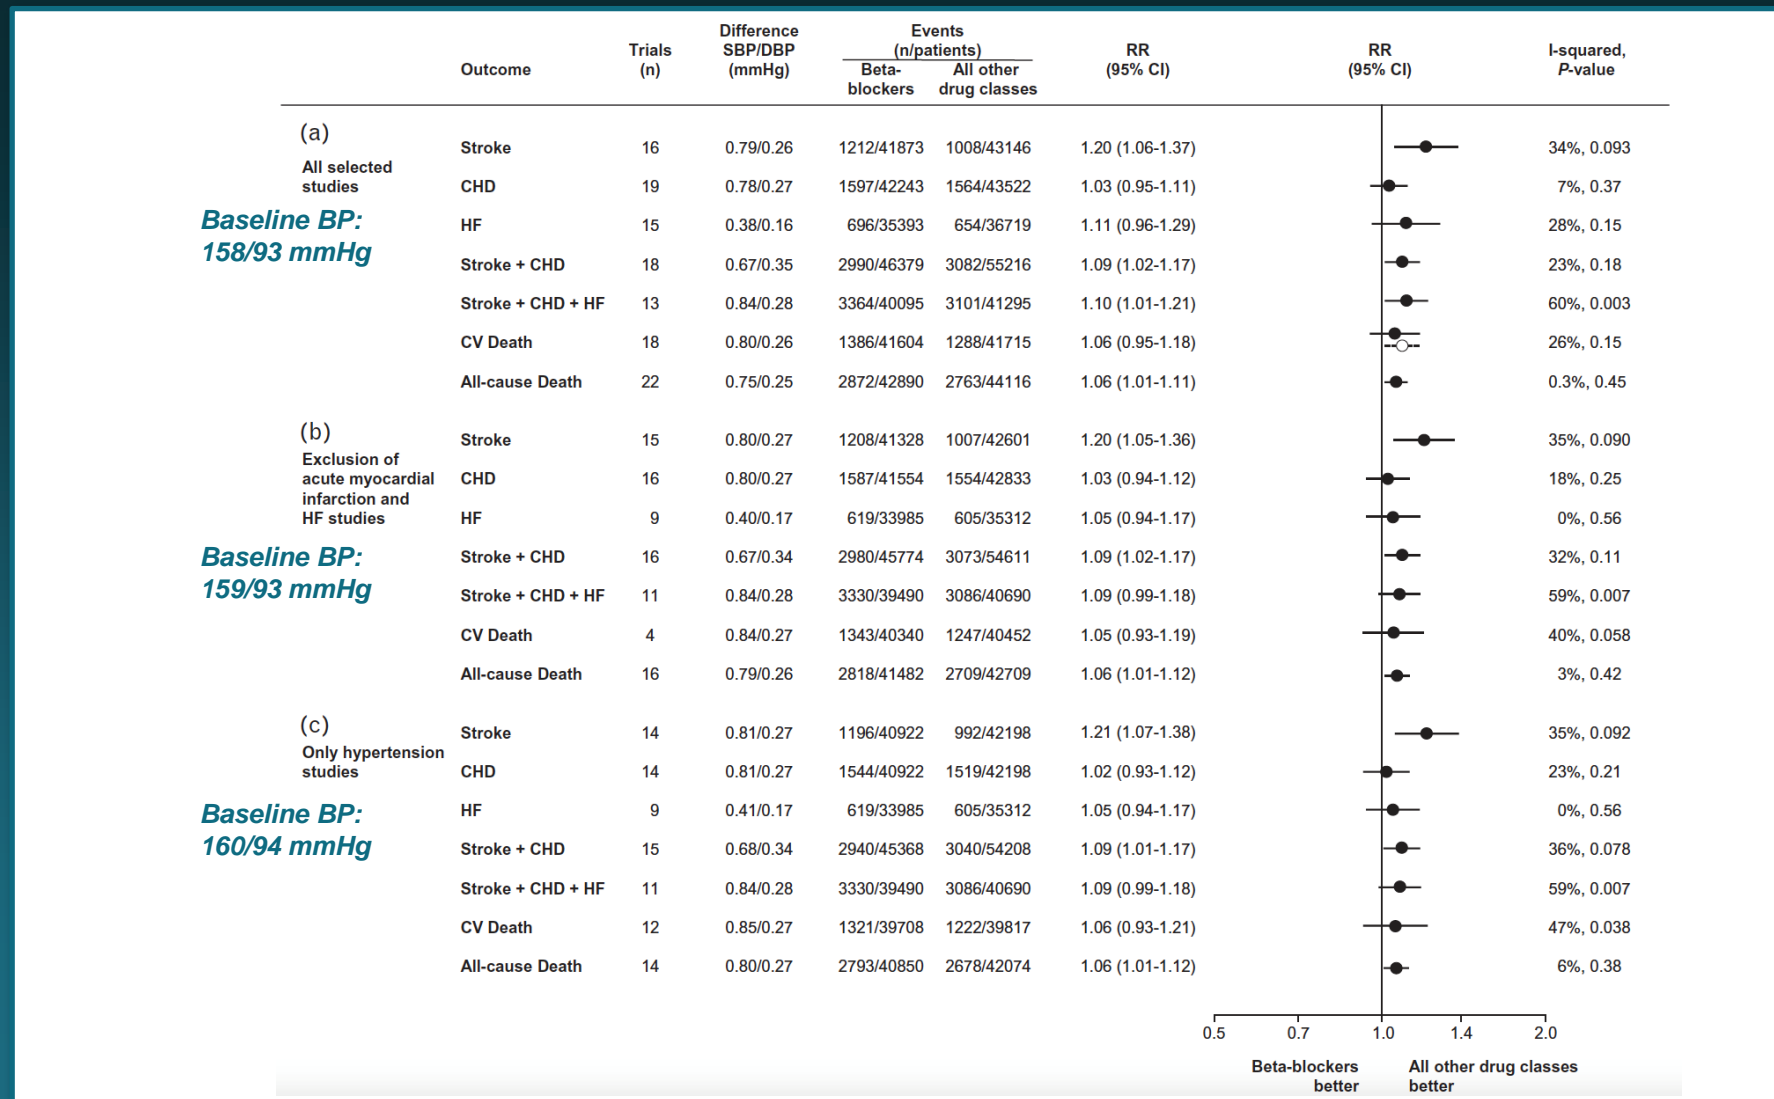 Outcome Trials (n) Difference SBP/DBP (mmHg) Events (n/patients) Beta-blockers All other drug classes RR (95% CI) RR (95% CI) I-squared, P-value
(a)
All selected studies
Baseline BP:
158/93 mmHg
Stroke 16 0.79/0.26 1212/41873 1008/43146 1.20 (1.06-1.37) 34%, 0.093
CHD 19 0.78/0.27 1597/42243 1564/43522 1.03 (0.95-1.11) 7%, 0.37
HF 15 0.38/0.16 696/35393 654/36719 1.11 (0.96-1.29) 28%, 0.15
Stroke + CHD 18 0.67/0.35 2990/46379 3082/55216 1.09 (1.02-1.17) 23%, 0.18
Stroke + CHD + HF 13 0.84/0.28 3364/40095 3101/41295 1.10 (1.01-1.21) 60%, 0.003
CV Death 18 0.80/0.26 1386/41604 1288/41715 1.06 (0.95-1.18) 26%, 0.15
All-cause Death 22 0.75/0.25 2872/42890 2763/44116 1.06 (1.01-1.11) 0.3%, 0.45
(b)
Exclusion of
acute myocardial
infarction and
HF studies
Baseline BP:
159/93 mmHg
Stroke 15 0.80/0.27 1208/41328 1007/42601 1.20 (1.05-1.36) 35%, 0.090
CHD 16 0.80/0.27 1587/41554 1554/42833 1.03 (0.94-1.12) 18%, 0.25
HF 9 0.40/0.17 619/33985 605/35312 1.05 (0.94-1.17) 0%, 0.56
Stroke + CHD 16 0.67/0.34 2980/45774 3073/54611 1.09 (1.02-1.17) 32%, 0.11
Stroke + CHD + HF 11 0.84/0.28 3330/39490 3086/40690 1.09 (0.99-1.18) 59%, 0.007
CV Death 4 0.84/0.27 1343/40340 1247/40452 1.05 (0.93-1.19) 40%, 0.058
All-cause Death 16 0.79/0.26 2818/41482 2709/42709 1.06 (1.01-1.12) 3%, 0.42
(c)
Only hypertension
studies
Baseline BP:
160/94 mmHg
Stroke 14 0.81/0.27 1196/40922 992/42198 1.21 (1.07-1.38) 35%, 0.092
CHD 14 0.81/0.27 1544/40922 1519/42198 1.02 (0.93-1.12) 23%, 0.21
HF 9 0.41/0.17 619/33985 605/35312 1.05 (0.94-1.17) 0%, 0.56
Stroke + CHD 15 0.68/0.34 2940/45368 3040/54208 1.09 (1.01-1.17) 36%, 0.078
Stroke + CHD + HF 11 0.84/0.28 3330/39490 3086/40690 1.09 (0.99-1.18) 59%, 0.007
CV Death 12 0.85/0.27 1321/39708 1222/39817 1.06 (0.93-1.21) 47%, 0.038
All-cause Death 14 0.80/0.27 2793/40850 2678/42074 1.06 (1.01-1.12) 6%, 0.38
0.5 0.7 1.0 1.4 2.0
Beta-blockers All other drug classes
better better